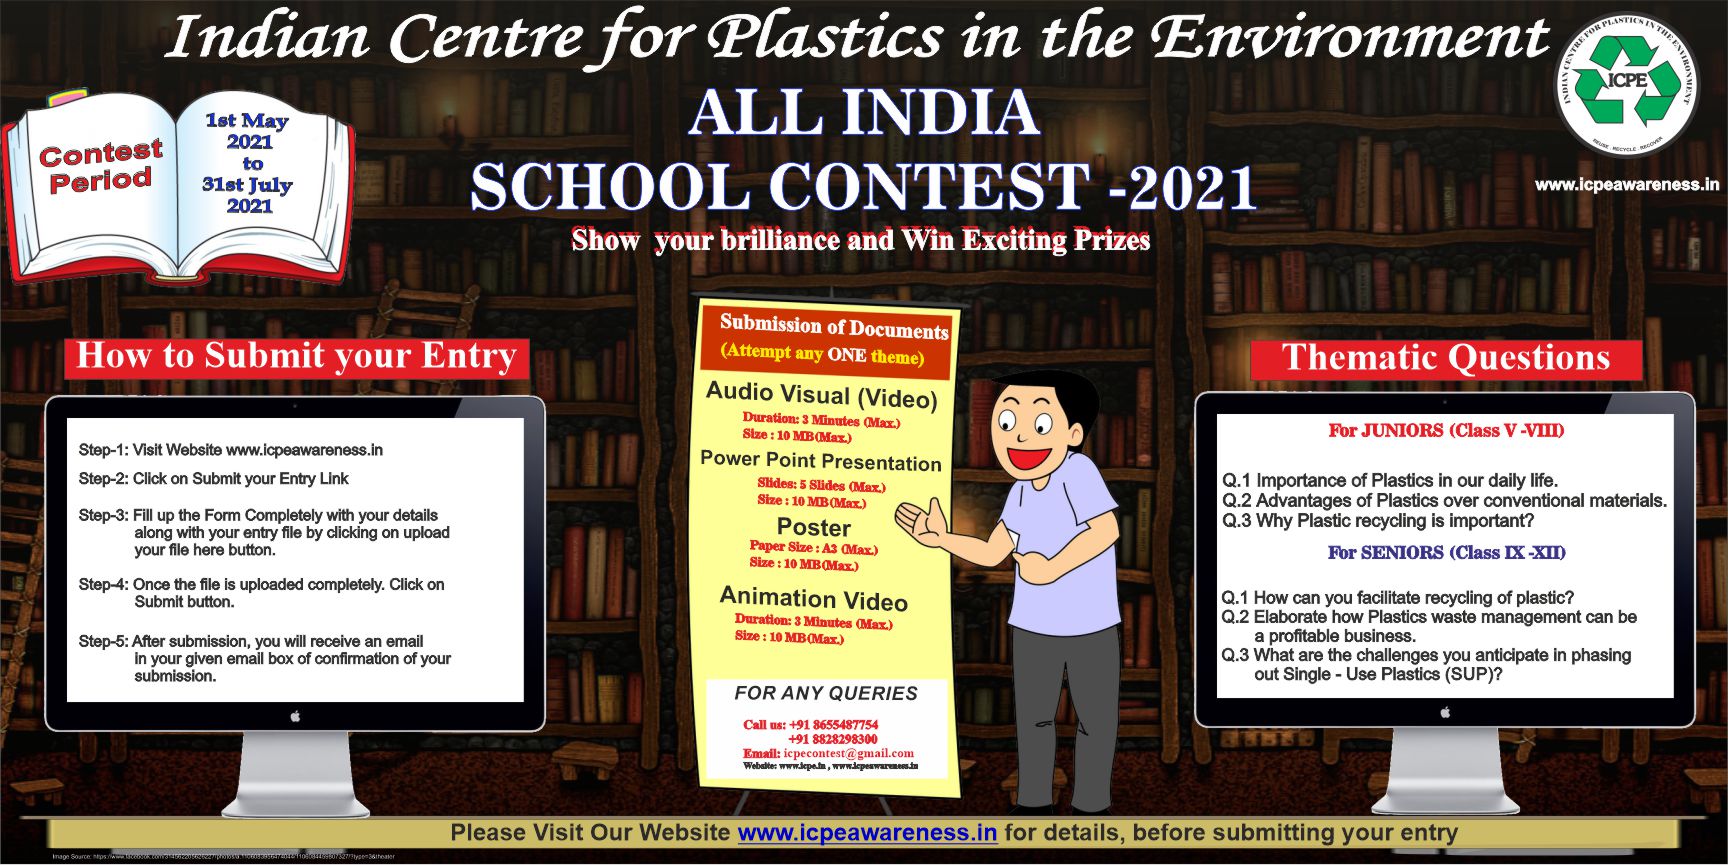 Indian Centre for Plastics in the Environment
INDIAN CENTRE FOR PLASTICS IN THE ENVIRONMENT
ICPE
REUSE . RECYCLE . RECOVER
www.icpeawareness.in
ALL INDIA
SCHOOL CONTEST -2021
Show your brilliance and Win Exciting Prizes
Contest
Period
1st May
2021
to
31st July
2021
How to Submit your Entry
Step-1: Visit Website www.icpeawareness.in
Step-2: Click on Submit your Entry Link
Step-3: Fill up the Form Completely with your details
along with your entry file by clicking on upload
your file here button.
Step-4: Once the file is uploaded completely. Click on
Submit button.
Step-5: After submission, you will receive an email
in your given email box of confirmation of your
submission.
Submission of Documents
(Attempt any ONE theme)
Audio Visual (Video)
Duration: 3 Minutes (Max.)
Size : 10 MB(Max.)
Power Point Presentation
Slides: 5 Slides (Max.)
Size : 10 MB(Max.)
Poster
Paper Size : A3 (Max.)
Size : 10 MB(Max.)
Animation Video
Duration: 3 Minutes (Max.)
Size : 10 MB(Max.)
FOR ANY QUERIES
Call us: +91 8655487754
+91 8828298300
Email: icpecontest@gmail.com
Website: www.icpe.in , www.icpeawareness.in
Thematic Questions
For JUNIORS (Class V -VIII)
Q.1 Importance of Plastics in our daily life.
Q.2 Advantages of Plastics over conventional materials.
Q.3 Why Plastic recycling is important?
For SENIORS (Class IX -XII)
Q.1 How can you facilitate recycling of plastic?
Q.2 Elaborate how Plastics waste management can be
a profitable business.
Q.3 What are the challenges you anticipate in phasing
out Single - Use Plastics (SUP)?
Please Visit Our Website www.icpeawareness.in for details, before submitting your entry
Image Source: